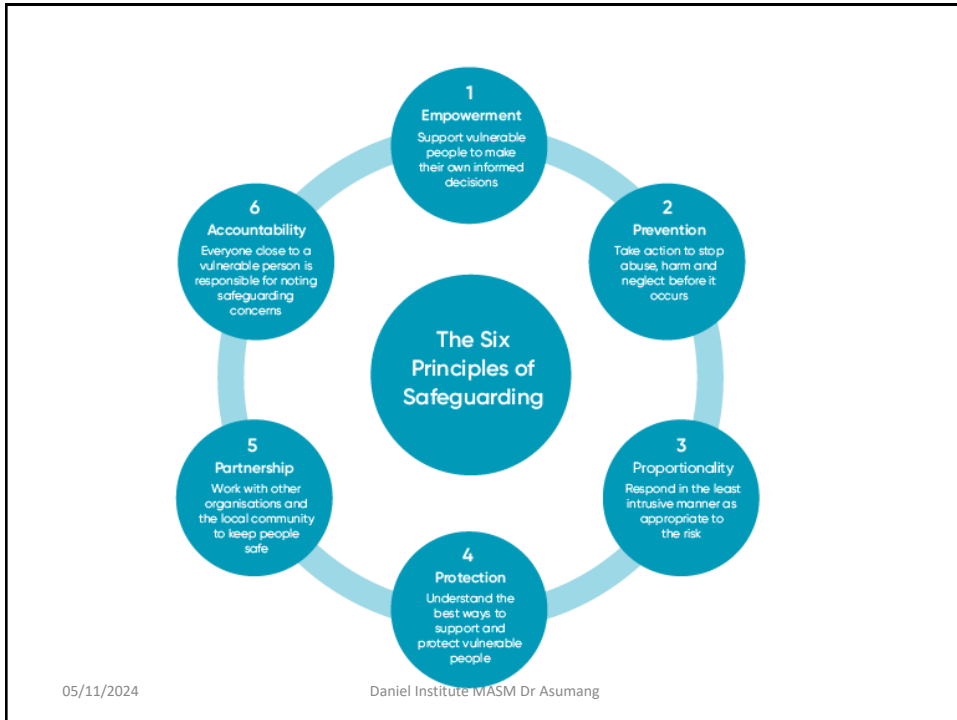 1
Empowerment
Support vulnerable
people to make
their own informed
decisions
2
Prevention
Take action to stop
abuse, harm and
neglect before it
occurs
3
Proportionality
Respond in the least
intrusive manner as
appropriate to
the risk
4
Protection
Understand the
best ways to
support and
protect vulnerable
people
5
Partnership
Work with other
organisations and
the local community
to keep people
safe
6
Accountability
Everyone close to a
vulnerable person is
responsible for noting
safeguarding
concerns
The Six
Principles of
Safeguarding
05/11/2024
Daniel Institute MASM Dr Asumang